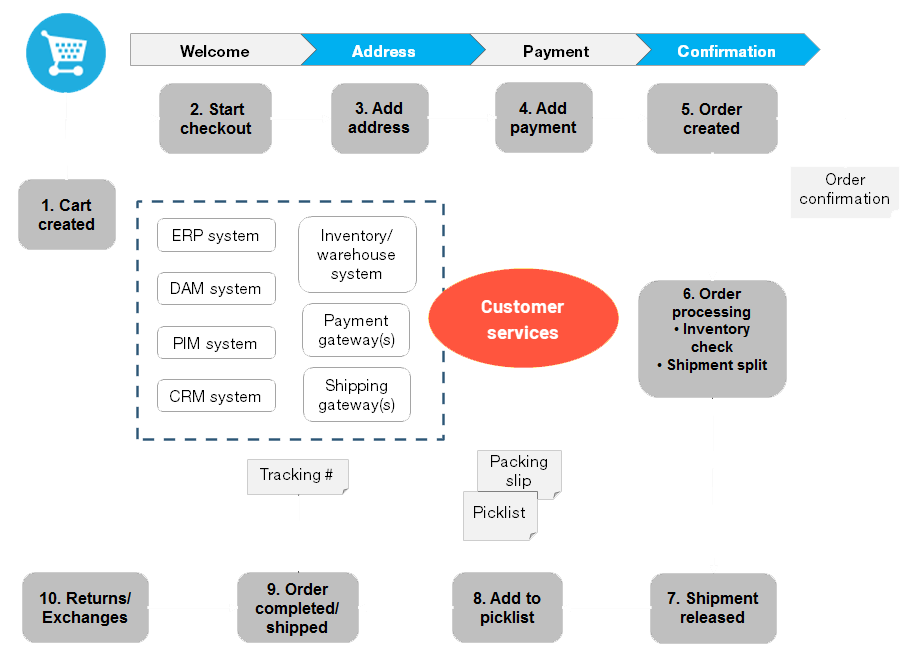 Welcome
Address
Payment
Confirmation
2. Start
checkout
3. Add
address
4. Add
payment
5. Order
created
Order
confirmation
1. Cart
created
ERP system
DAM system
PIM system
CRM system
Inventory/
warehouse
system
Payment
gateway(s)
Shipping
gateway(s)
Customer
services
6. Order
processing
• Inventory
check
• Shipment split
Tracking #
Packing
slip
Picklist
10. Returns/
Exchanges
9. Order
completed/
shipped
8. Add to
picklist
7. Shipment
released